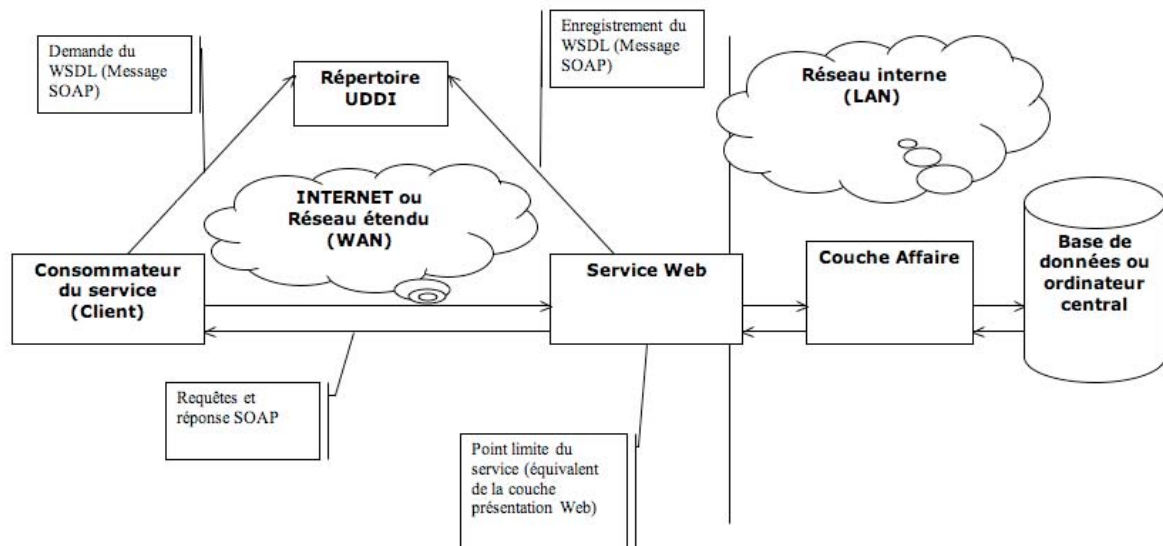 Demande du
WSDL (Message
SOAP)
Répertoire
UDDI
Enregistrement du
WSDL (Message
SOAP)
Réseau interne
(LAN)
INTERNET ou
Réseau étendu
(WAN)
Consommateur
du service
(Client)
Service Web
Couche Affaire
Base de
données ou
ordinateur
central
Requêtes et
réponse SOAP
Point limite du
service (équivalent
de la couche
présentation Web)